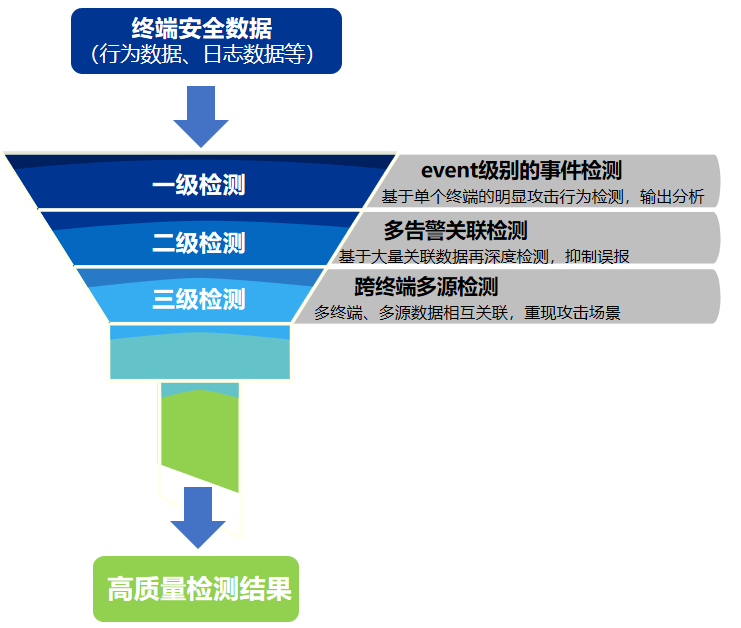 终端安全数据
（行为数据、日志数据等）
一级检测
event级别的事件检测
基于单个终端的明显攻击行为检测，输出分析
二级检测
多告警关联检测
基于大量关联数据再深度检测，抑制误报
三级检测
跨终端多源检测
多终端、多源数据相互关联，重现攻击场景
高质量检测结果